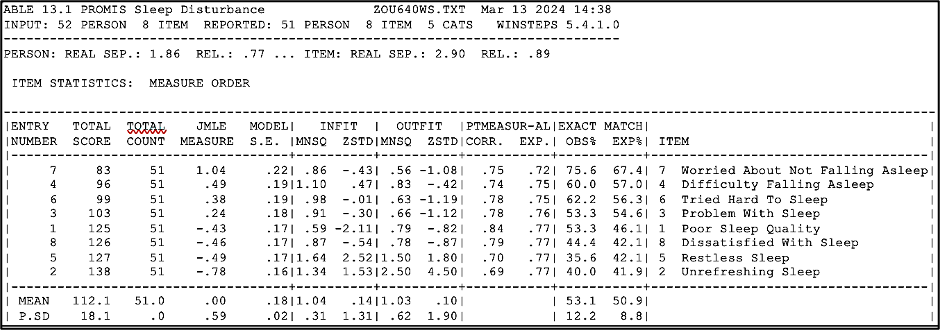 ABLE 13.1 PROMIS Sleep Disturbance ZOU640WS.TXT Mar 13 2024 14:38
INPUT: 52 PERSON 8 ITEM REPORTED: 51 PERSON 8 ITEM 5 CATS WINSTEPS 5.4.1.0
--------------------------------------------------------------------------------
PERSON: REAL SEP.: 1.86 REL.: .77 ... ITEM: REAL SEP.: 2.90 REL.: .89
ITEM STATISTICS: MEASURE ORDER
--------------------------------------------------------------------------------
|ENTRY TOTAL TOTAL JMLE MODEL| INFIT | OUTFIT |PTMEASUR-AL|EXACT MATCH| |
|NUMBER SCORE COUNT MEASURE S.E. |MNSQ ZSTD|MNSQ ZSTD|CORR. EXP.| OBS% EXP%| ITEM |
| 7 83 51 1.04 .22| .86 -.43| .56 -1.08| .75 .72| 75.6 67.4| 7 Worried About Not Falling Asleep|
| 4 96 51 .49 .19|1.10 .47| .83 -.42| .74 .75| 60.0 57.0| 4 Difficulty Falling Asleep |
| 6 99 51 .38 .19| .98 -.01| .63 -1.19| .78 .75| 62.2 56.3| 6 Tried Hard To Sleep |
| 3 103 51 .24 .18| .91 -.30| .66 -1.12| .78 .76| 53.3 54.6| 3 Problem With Sleep |
| 1 125 51 -.43 .17| .59 -2.11| .79 -.82| .84 .77| 53.3 46.1| 1 Poor Sleep Quality |
| 8 126 51 -.46 .17| .87 -.54| .78 -.87| .79 .77| 44.4 42.1| 8 Dissatisfied With Sleep |
| 5 127 51 -.49 .17|1.64 2.52|1.50 1.80| .70 .77| 35.6 42.1| 5 Restless Sleep |
| 2 138 51 -.78 .16|1.34 1.53|2.50 4.50| .69 .77| 40.0 41.9| 2 Unrefreshing Sleep |
| MEAN 112.1 51.0 .00 .18|1.04 .14|1.03 .10| | 53.1 50.9| |
| P.SD 18.1 .0 .59 .02| .31 1.31| .62 1.90| | 12.2 8.8| |